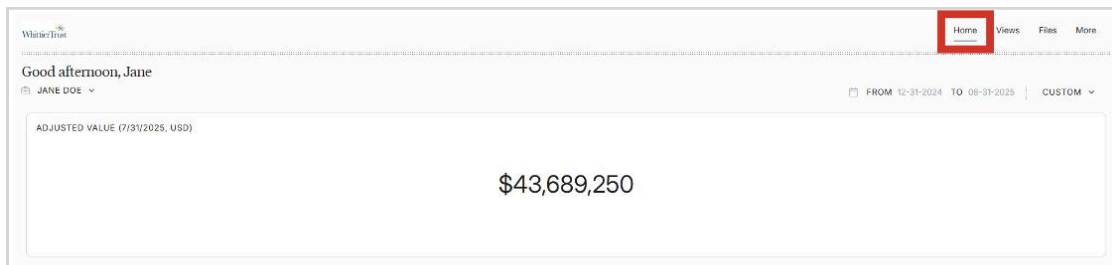 WhittierTrust
Home Views Files More
Good afternoon, Jane
JANE DOE
FROM 12-31-2024 TO 08-31-2025 CUSTOM
ADJUSTED VALUE (7/31/2025, USD)
$43,689,250